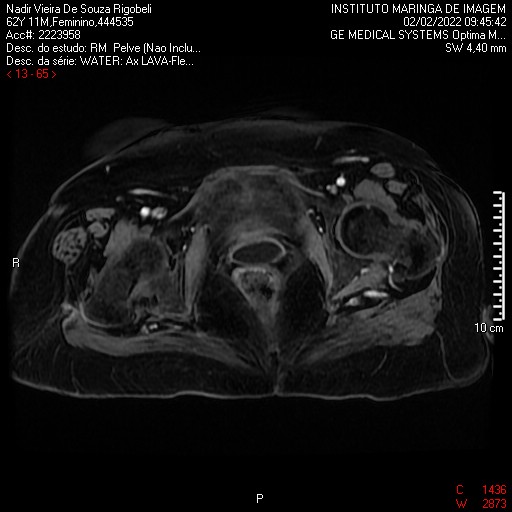 Nadir Vieira De Souza Rigobeli
62Y 11M,Feminino,444535
Acc#: 2223958
Desc. do estudo: RM Pelve (Nao Inclu...
Desc. da série: WATER: Ax LAVA-Fle...
< 13 - 65 >
INSTITUTO MARINGA DE IMAGEM
02/02/2022 09:45:42
GE MEDICAL SYSTEMS Optima M...
SW 4,40 mm
R
10 cm
P
C 1436
W 2873